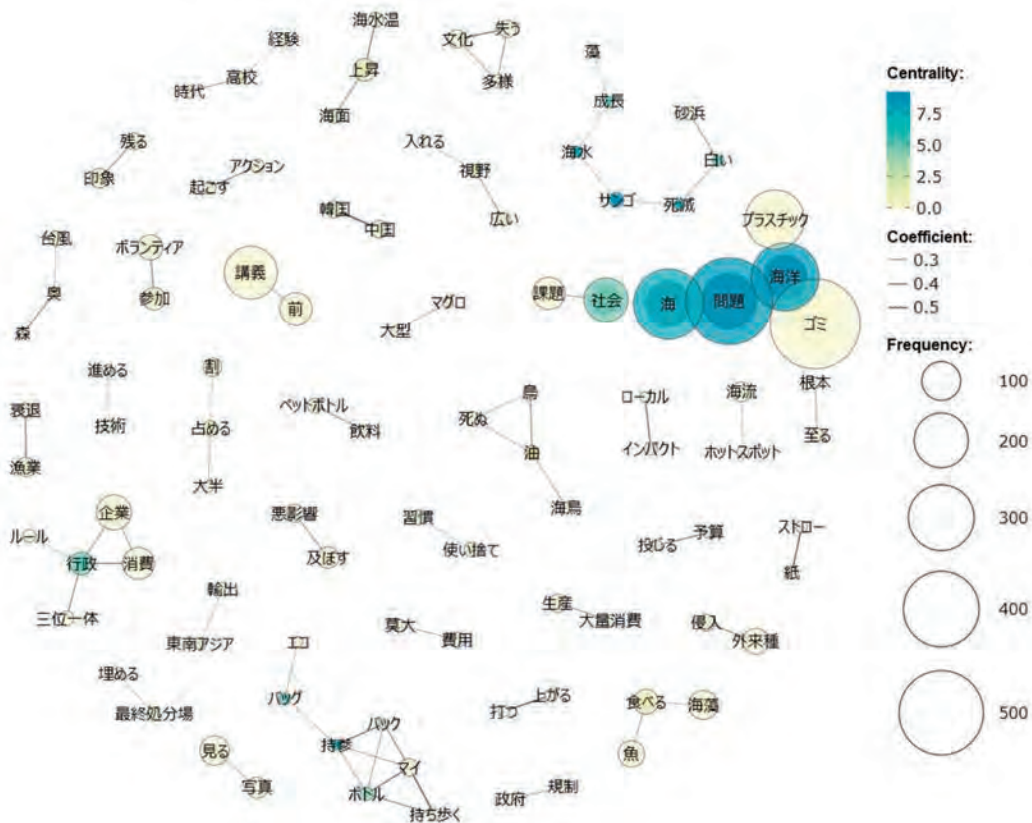 海水温
経験
上昇
高校
時代
海面
文化
失う
多様
藻
成長
砂浜
海水
白い
サンゴ
死滅
残る
印象
アクション
起こす
入れる
視野
広い
韓国
中国
台風
奥
森
ボランティア
参加
講義
前
マグロ
大型
プラスチック
課題
社会
海
問題
海洋
ゴミ
進める
技術
割
占める
大半
ペットボトル
飲料
鳥
死ぬ
油
海鳥
ローカル
インパクト
海流
ホットスポット
根本
至る
衰退
漁業
企業
ルール
行政
消費
三位一体
悪影響
及ぼす
習慣
使い捨て
予算
投じる
ストロー
紙
輸出
東南アジア
莫大
費用
生産
大量消費
侵入
外来種
埋める
最終処分場
エコ
バッグ
持参
バック
マイ
ボトル
持ち歩く
上がる
打つ
食べる
海藻
魚
見る
写真
規制
政府
Centrality:
7.5
5.0
2.5
0.0
Coefficient:
0.3
0.4
0.5
Frequency:
100
200
300
400
500